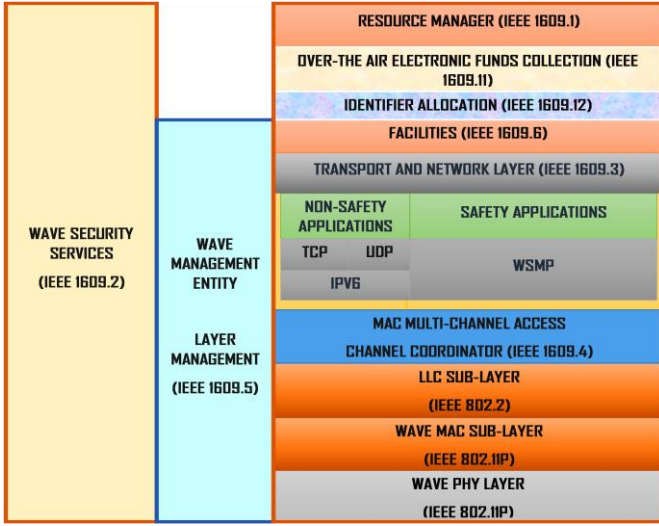 WAVE SECURITY
SERVICES
(IEEE 1609.2)
WAVE
MANAGEMENT
ENTITY
LAYER
MANAGEMENT
(IEEE 1609.5)
RESOURCE MANAGER (IEEE 1609.1)
OVER-THE AIR ELECTRONIC FUNDS COLLECTION (IEEE
1609.11)
IDENTIFIER ALLOCATION (IEEE 1609.12)
FACILITIES (IEEE 1609.6)
TRANSPORT AND NETWORK LAYER (IEEE 1609.3)
NON-SAFETY
APPLICATIONS
SAFETY APPLICATIONS
TCP UDP
IPV6
WSMP
MAC MULTI-CHANNEL ACCESS
CHANNEL COORDINATOR (IEEE 1609.4)
LLC SUB-LAYER
(IEEE 802.2)
WAVE MAC SUB-LAYER
(IEEE 802.11P)
WAVE PHY LAYER
(IEEE 802.11P)